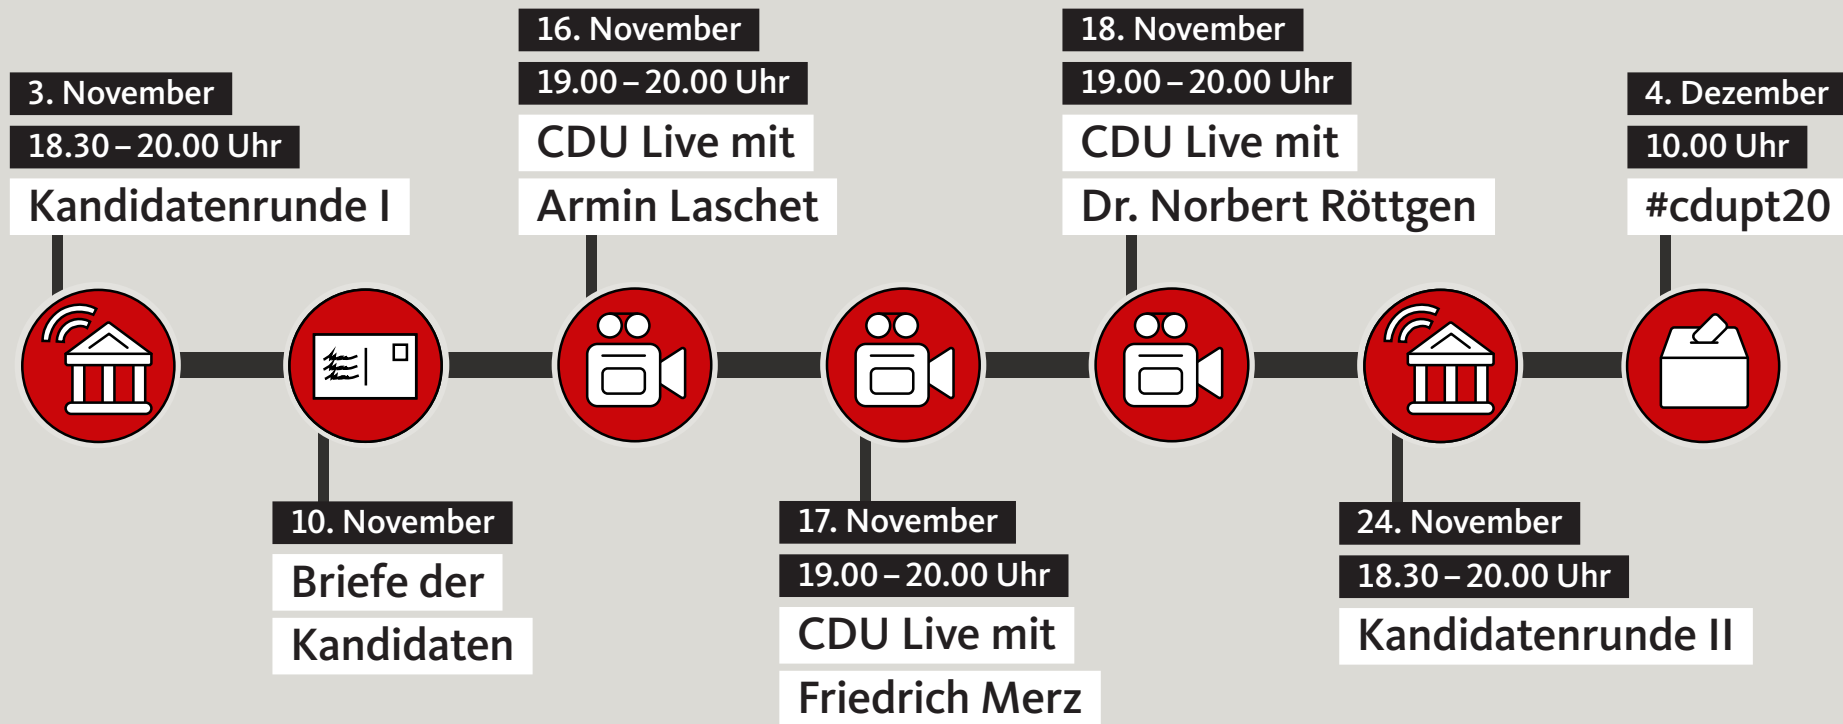 3. November
18.30 – 20.00 Uhr
Kandidatenrunde I
10. November
Briefe der
Kandidaten
16. November
19.00 – 20.00 Uhr
CDU Live mit
Armin Laschet
17. November
19.00 – 20.00 Uhr
CDU Live mit
Friedrich Merz
18. November
19.00 – 20.00 Uhr
CDU Live mit
Dr. Norbert Röttgen
24. November
18.30 – 20.00 Uhr
Kandidatenrunde II
4. Dezember
10.00 Uhr
#cdupt20